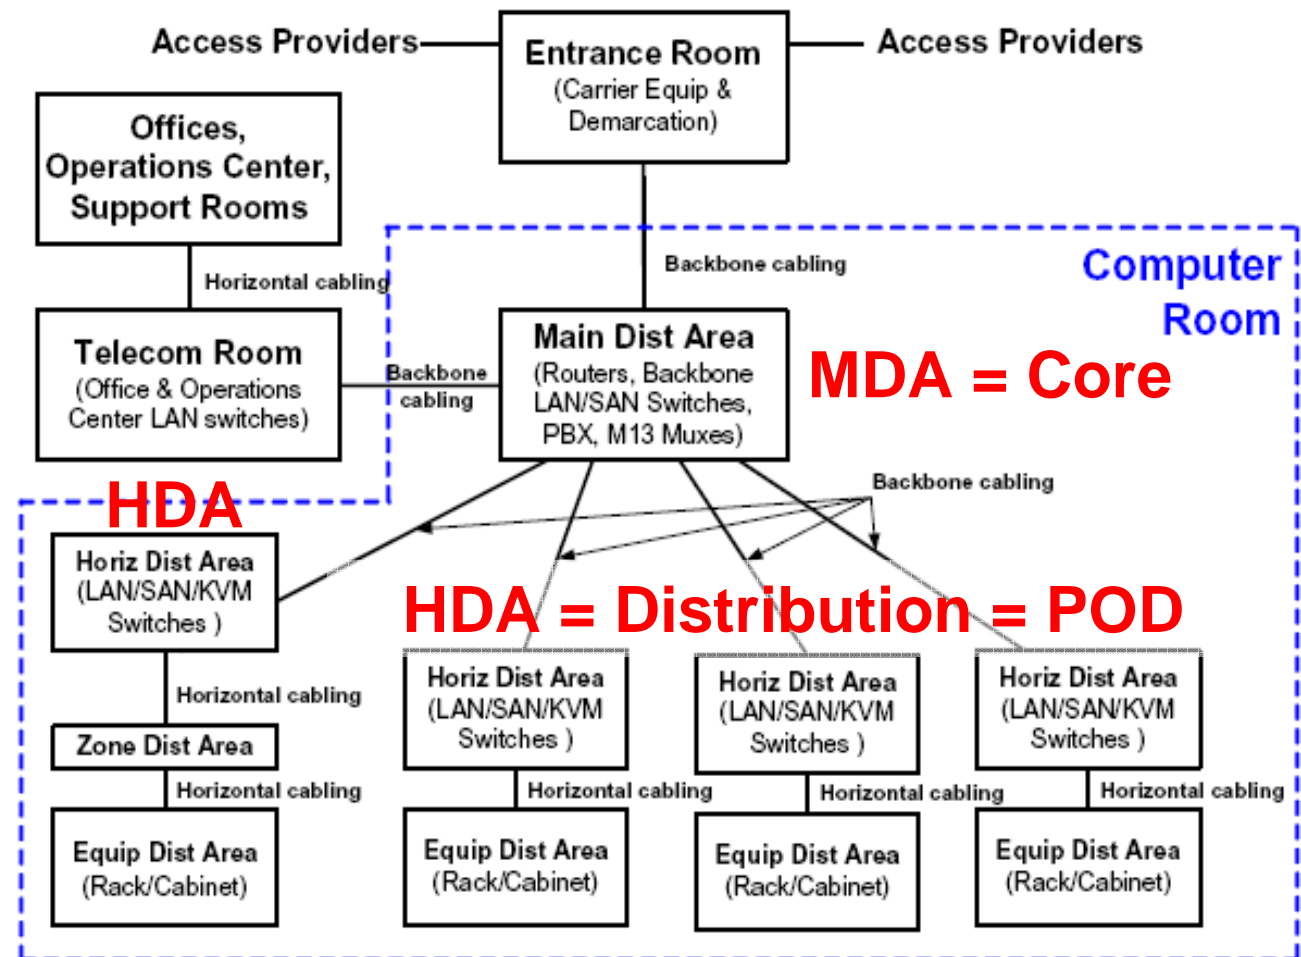 Access Providers
Entrance Room
(Carrier Equip &
Demarcation)
Access Providers
Offices,
Operations Center,
Support Rooms
Horizontal cabling
Backbone cabling
Computer
Room
Telecom Room
(Office & Operations
Center LAN switches)
Backbone
cabling
Main Dist Area
(Routers, Backbone
LAN/SAN Switches,
PBX, M13 Muxes)
MDA = Core
Backbone cabling
HDA
Horiz Dist Area
(LAN/SAN/KVM
Switches )
HDA = Distribution = POD
Horizontal cabling
Zone Dist Area
Horizontal cabling
Equip Dist Area
(Rack/Cabinet)
Horiz Dist Area
(LAN/SAN/KVM
Switches )
Horizontal cabling
Equip Dist Area
(Rack/Cabinet)
Horiz Dist Area
(LAN/SAN/KVM
Switches )
Horizontal cabling
Equip Dist Area
(Rack/Cabinet)
Horiz Dist Area
(LAN/SAN/KVM
Switches )
Horizontal cabling
Equip Dist Area
(Rack/Cabinet)